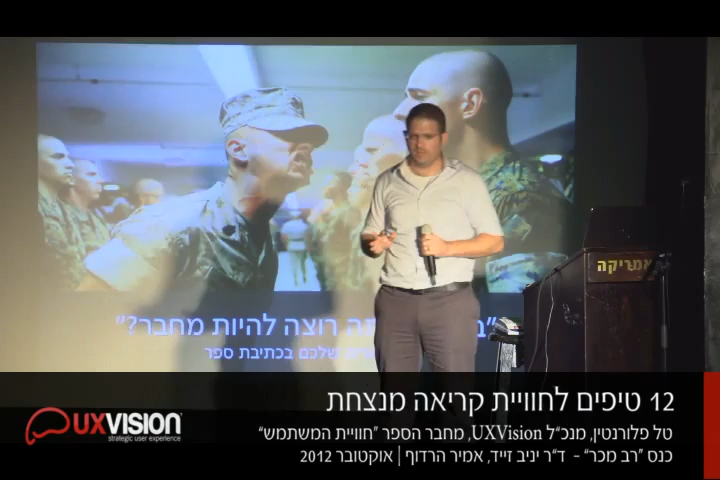 אמריקה
רוצה להיות מחבר?"
שלכם בכתיבת ספר
12 טיפים לחוויית קריאה מנצחת
טל פלורנטין, מנכ"ל UXVision, מחבר הספר "חוויית המשתמש"
כנס "רב מכר" - ד"ר יניב זייד, אמיר הרדוף | אוקטובר 2012
UXVISION
strategic user experience